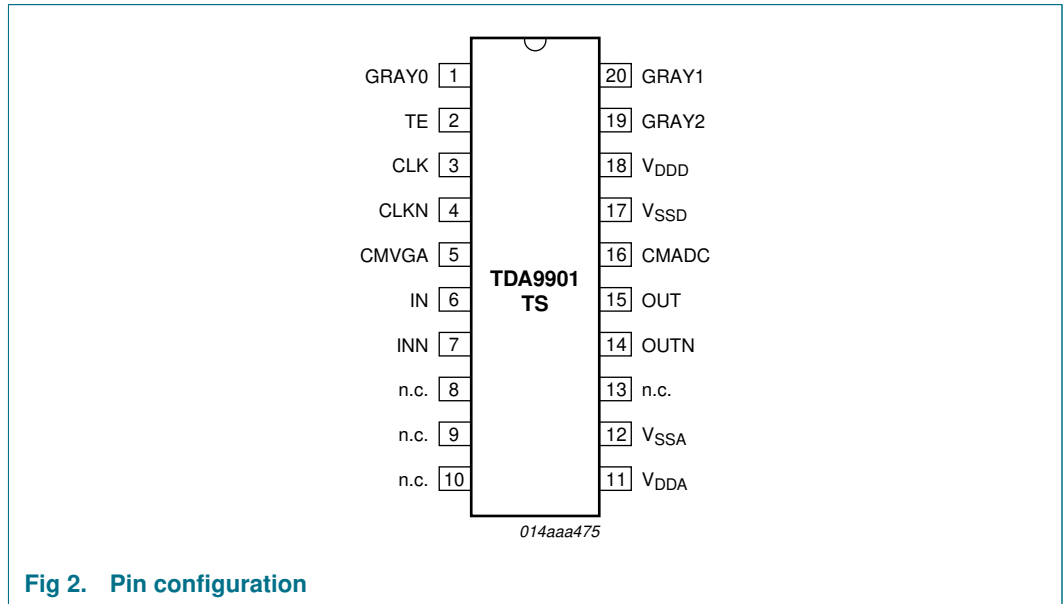 GRAY0 1 20 GRAY1
TE 2 19 GRAY2
CLK 3 18 VDDD
CLKN 4 17 VSSD
CMVGA 5 16 CMADC
TDA9901
TS
IN 6 15 OUT
INN 7 14 OUTN
n.c. 8 13 n.c.
n.c. 9 12 VSSA
n.c. 10 11 VDDA
014aaa475
Fig 2. Pin configuration